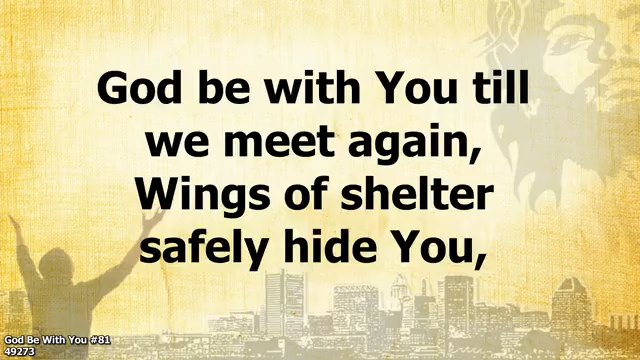 God be with You till
we meet again,
Wings of shelter
safely hide You,
God Be With You #81
49273